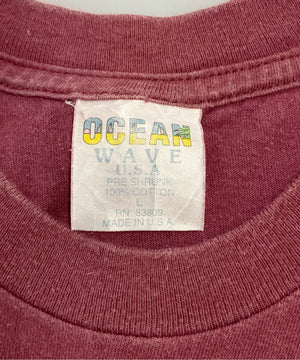 OCEAN
WAVE
U.S.A
PRE SHRUNK
100% COTTON
L
RN 83809
MADE IN U.S.A.